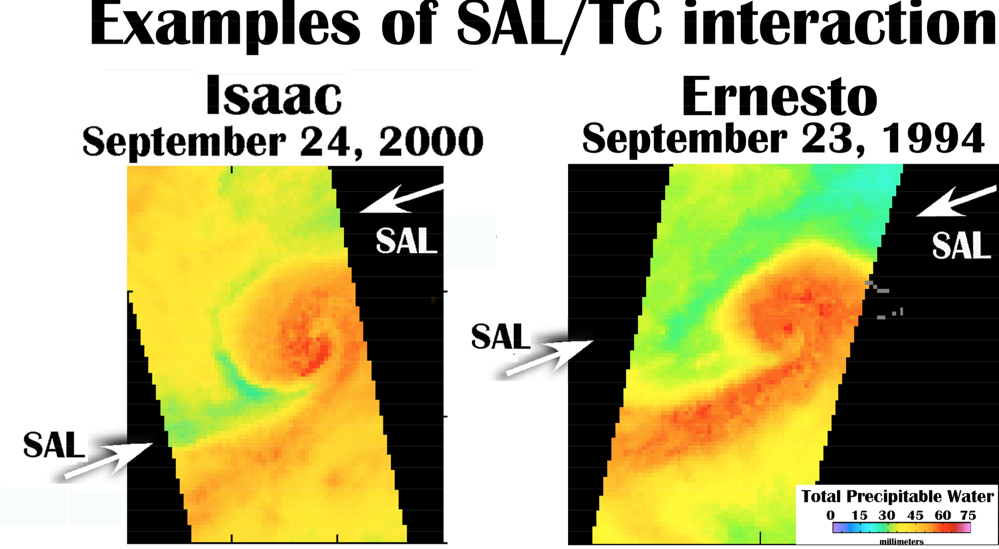 Examples of SAL/TC interaction
Isaac
September 24, 2000
Ernesto
September 23, 1994
SAL
SAL
SAL
SAL
Total Precipitable Water
0 15 30 45 60 75
millimeters